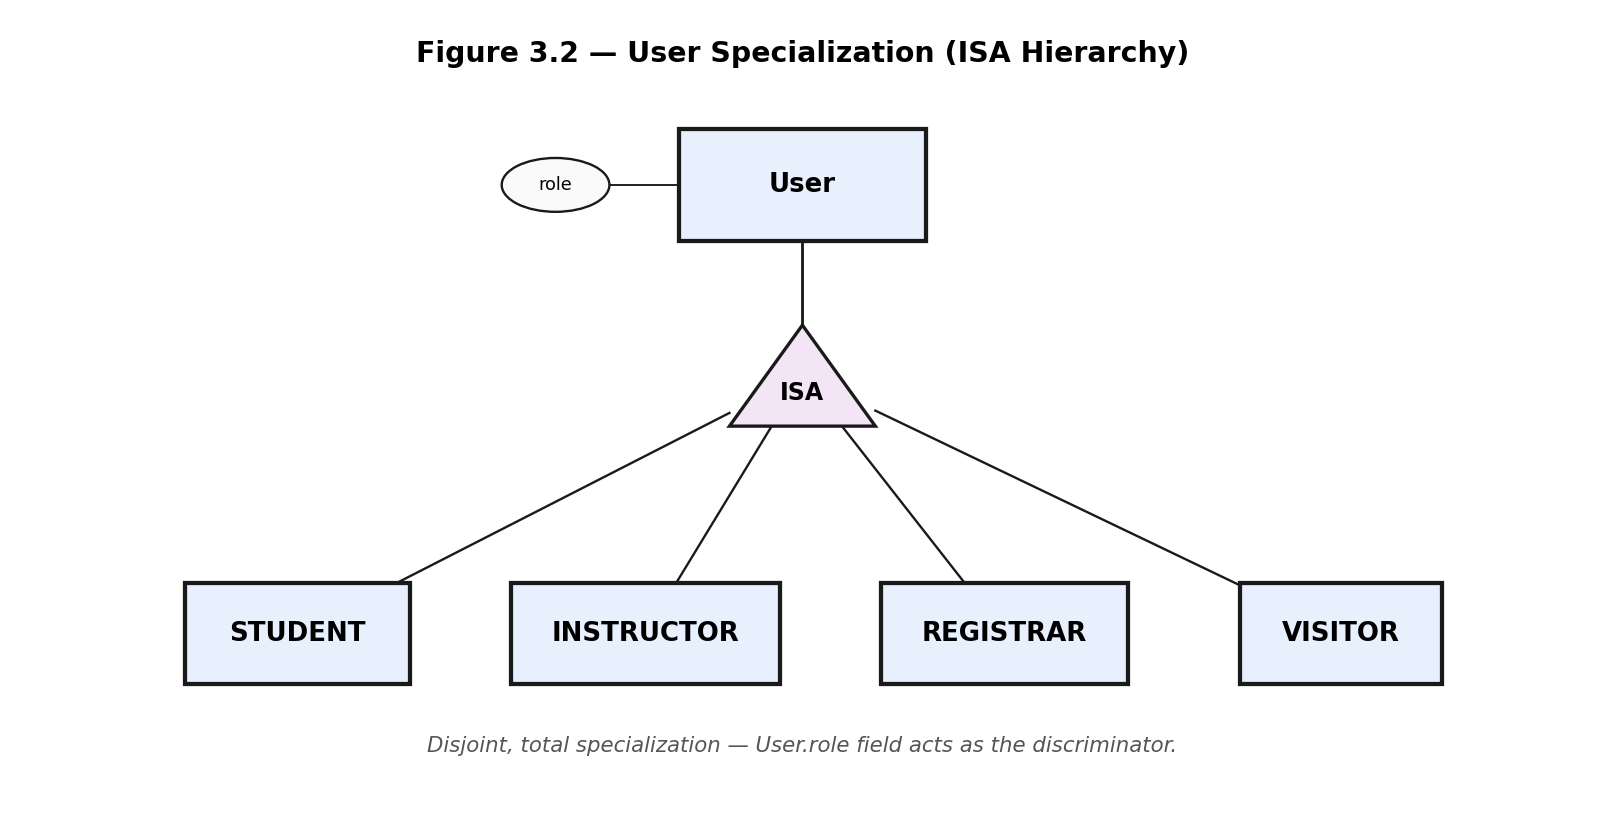 Figure 3.2 — User Specialization (ISA Hierarchy)
role
User
ISA
STUDENT
INSTRUCTOR
REGISTRAR
VISITOR
Disjoint, total specialization — User.role field acts as the discriminator.